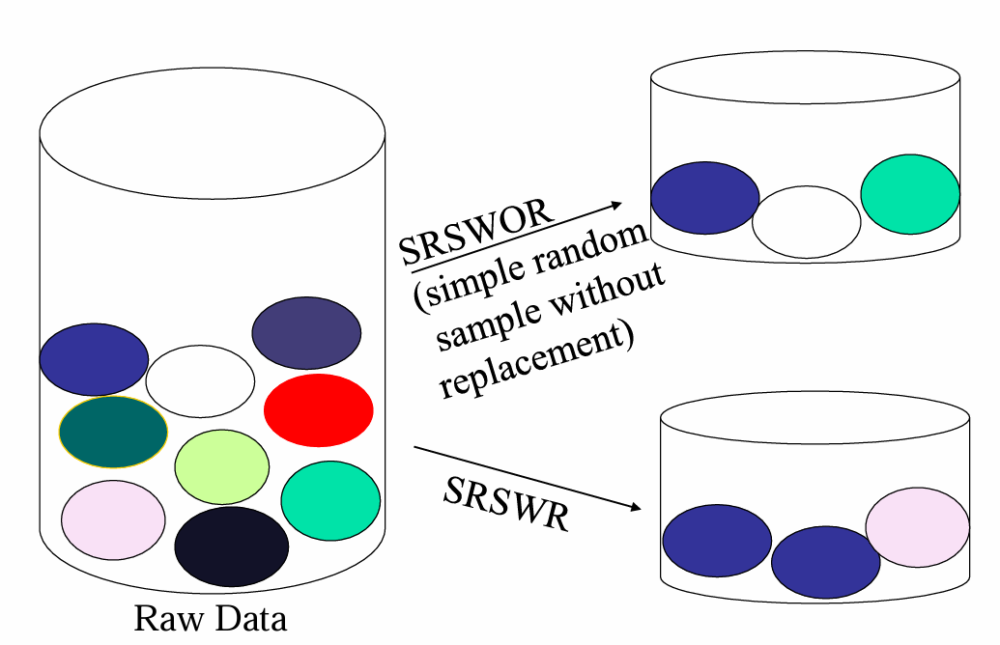 SRSWOR
(simple random
sample without
replacement)
SRSWR
Raw Data